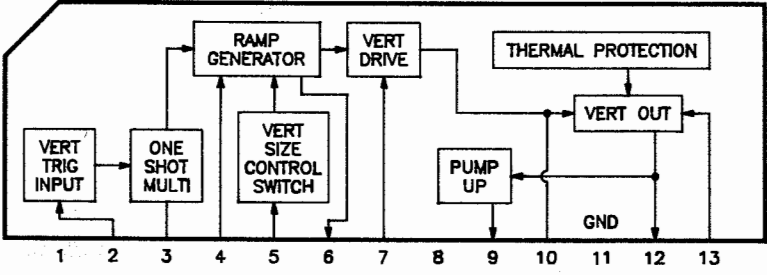 RAMP
GENERATOR
VERT
DRIVE
THERMAL PROTECTION
VERT OUT
VERT
TRIG
INPUT
ONE
SHOT
MULTI
VERT
SIZE
CONTROL
SWITCH
PUMP
UP
GND
1 2 3 4 5 6 7 8 9 10 11 12 13